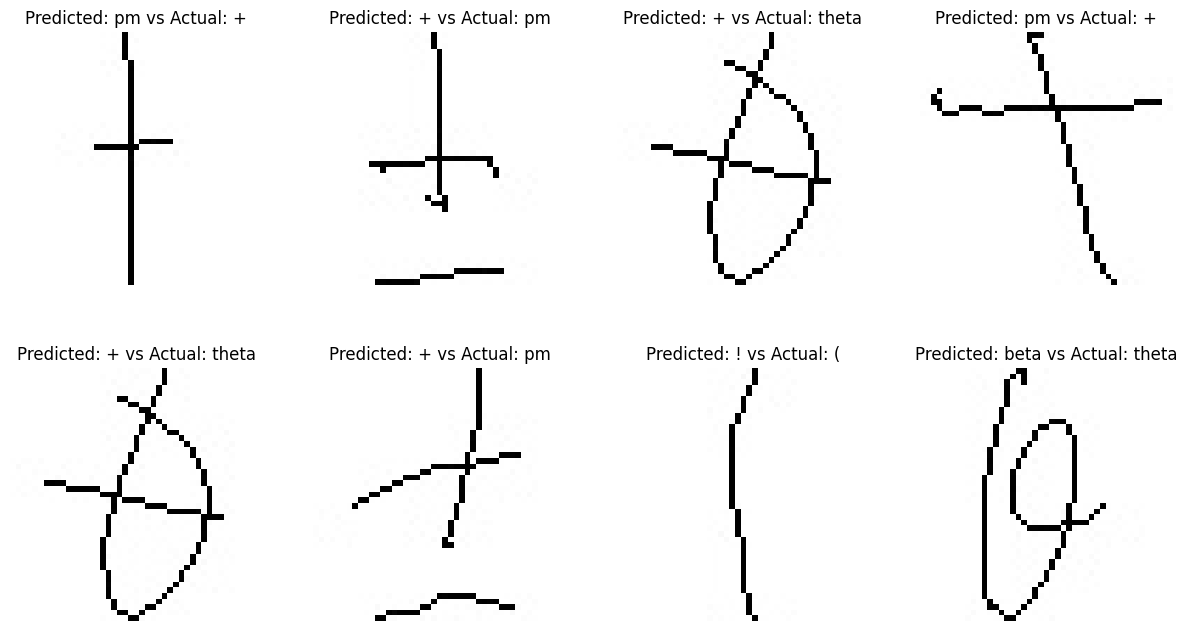 Predicted: pm vs Actual: +
Predicted: + vs Actual: pm
Predicted: + vs Actual: theta
Predicted: pm vs Actual: +
+
±
θ
+
Predicted: + vs Actual: theta
Predicted: + vs Actual: pm
Predicted: ! vs Actual: (
Predicted: beta vs Actual: theta
θ
±
(
θ